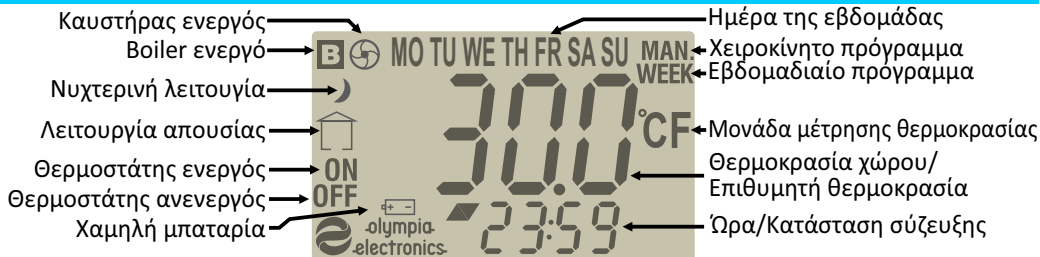 Καυστήρας ενεργός
Boiler ενεργό
Νυχτερινή λειτουγία
Λειτουργία απουσίας
Θερμοστάτης ενεργός
Θερμοστάτης ανενεργός
Χαμηλή μπαταρία
B MO TU WE TH FR SA SU MAN.
WEEK
30.0 °CF
ON
OFF
olympia
electronics
23:59
Ημέρα της εβδομάδας
Χειροκίνητο πρόγραμμα
Εβδομαδιαίο πρόγραμμα
Μονάδα μέτρησης θερμοκρασίας
Θερμοκρασία χώρου/
Επιθυμητή θερμοκρασία
Ώρα/Κατάσταση σύζευξης